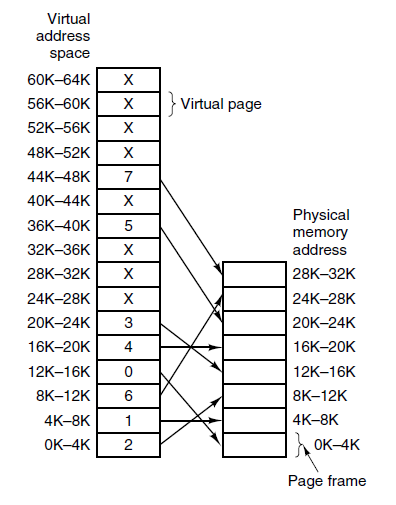 Virtual
address
space
60K–64K X
56K–60K X Virtual page
52K–56K X
48K–52K X
44K–48K 7
40K–44K X
36K–40K 5
Physical
memory
address
32K–36K X
28K–32K X 28K–32K
24K–28K X 24K–28K
20K–24K 3 20K–24K
16K–20K 4 16K–20K
12K–16K 0 12K–16K
8K–12K 6 8K–12K
4K–8K 1 4K–8K
0K–4K 2 0K–4K
Page frame